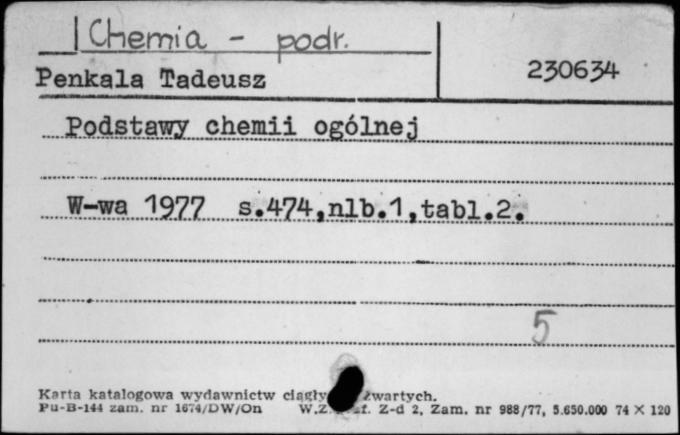 Chemia - podr.
Penkala Tadeusz
230634
Podstawy chemii ogólnej
W-wa 1977 s.474,nlb.1,tabl.2.
5
Karta katalogowa wydawnictw ciągły zwartych.
Pu-B-144 zam. nr 1674/DW/On W.Z. zf. Z-d 2, Zam. nr 988/77, 5.650.000 74 X 120